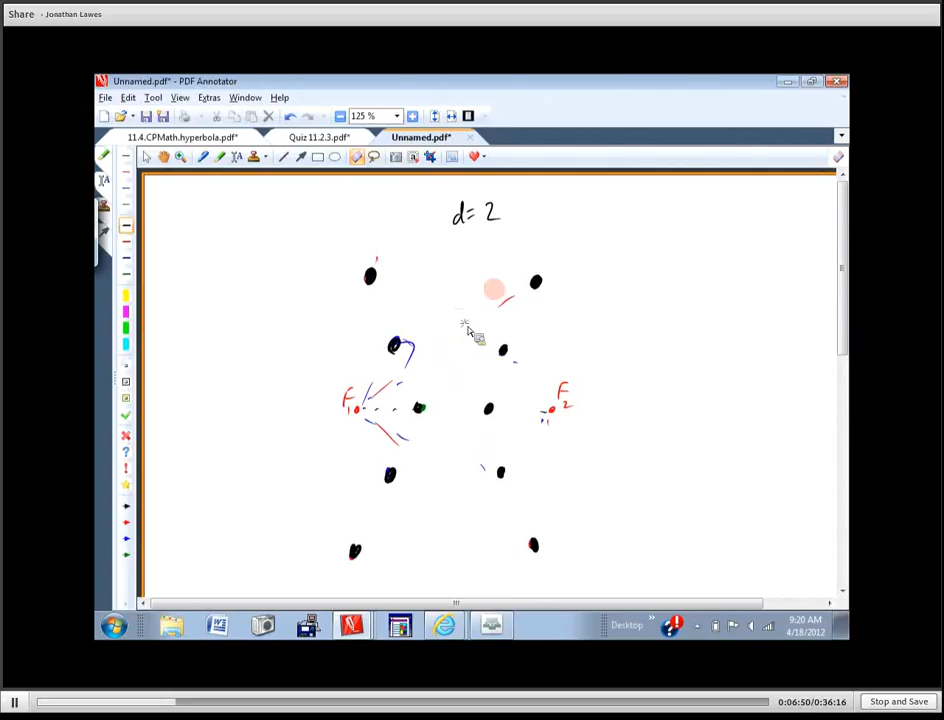 Share - Jonathan Lawes
Unnamed.pdf* - PDF Annotator
File Edit Tool View Extras Window Help
125 %
11.4.CPMath.hyperbola.pdf* Quiz 11.2.3.pdf* Unnamed.pdf*
d= 2
F1
F2
Desktop
9:20 AM
4/18/2012
0:06:50/0:36:16
Stop and Save